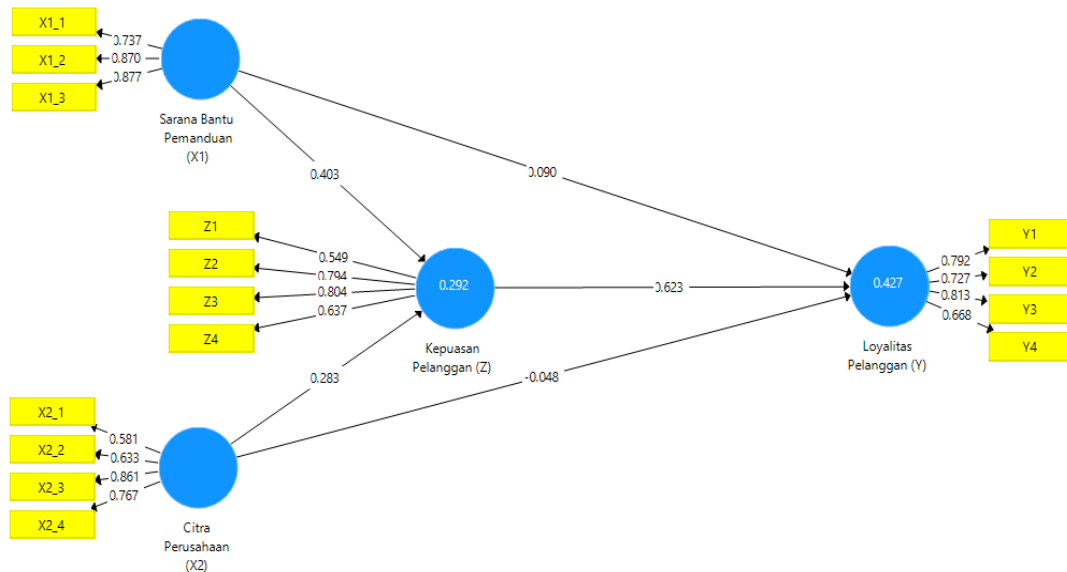 X1_1
0.737
X1_2
0.870
X1_3
0.877
Sarana Bantu
Pemanduan
(X1)
0.403
0.090
Z1
0.549
Z2
0.794
Z3
0.804
Z4
0.637
0.292
Kepuasan
Pelanggan (Z)
0.623
0.427
Loyalitas
Pelanggan (Y)
Y1
0.792
Y2
0.727
Y3
0.813
Y4
0.668
0.283
-0.048
X2_1
0.581
X2_2
0.633
X2_3
0.861
X2_4
0.767
Citra
Perusahaan
(X2)